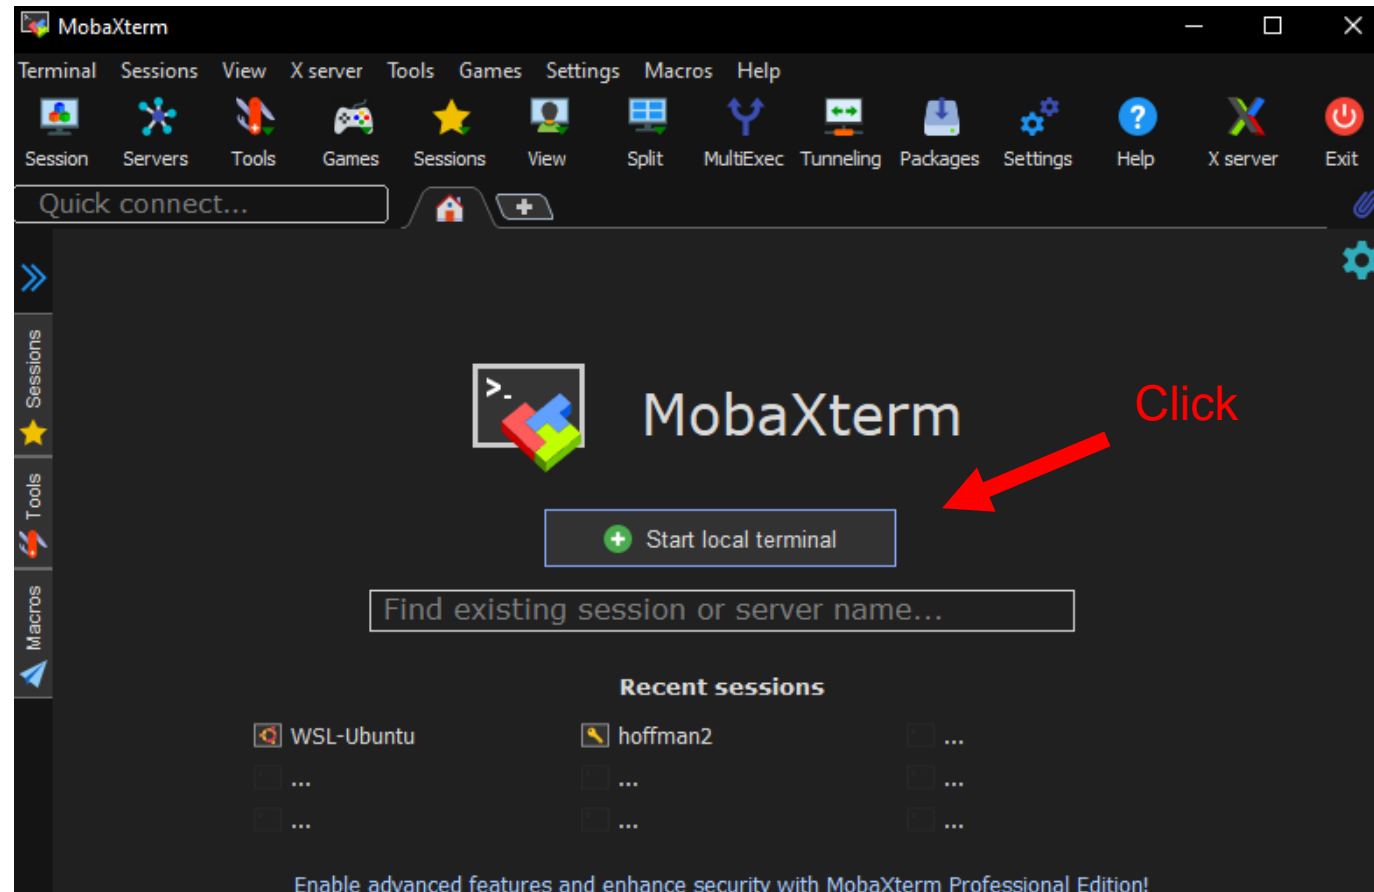 MobaXterm
Terminal Sessions View X server Tools Games Settings Macros Help
Session Servers Tools Games Sessions View Split MultiExec Tunneling Packages Settings Help X server Exit
Quick connect...
Sessions
Tools
Macros
>_
MobaXterm
Click
Start local terminal
Find existing session or server name...
Recent sessions
WSL-Ubuntu hoffman2 ...
... ... ...
... ... ...
Enable advanced features and enhance security with MobaXterm Professional Edition!